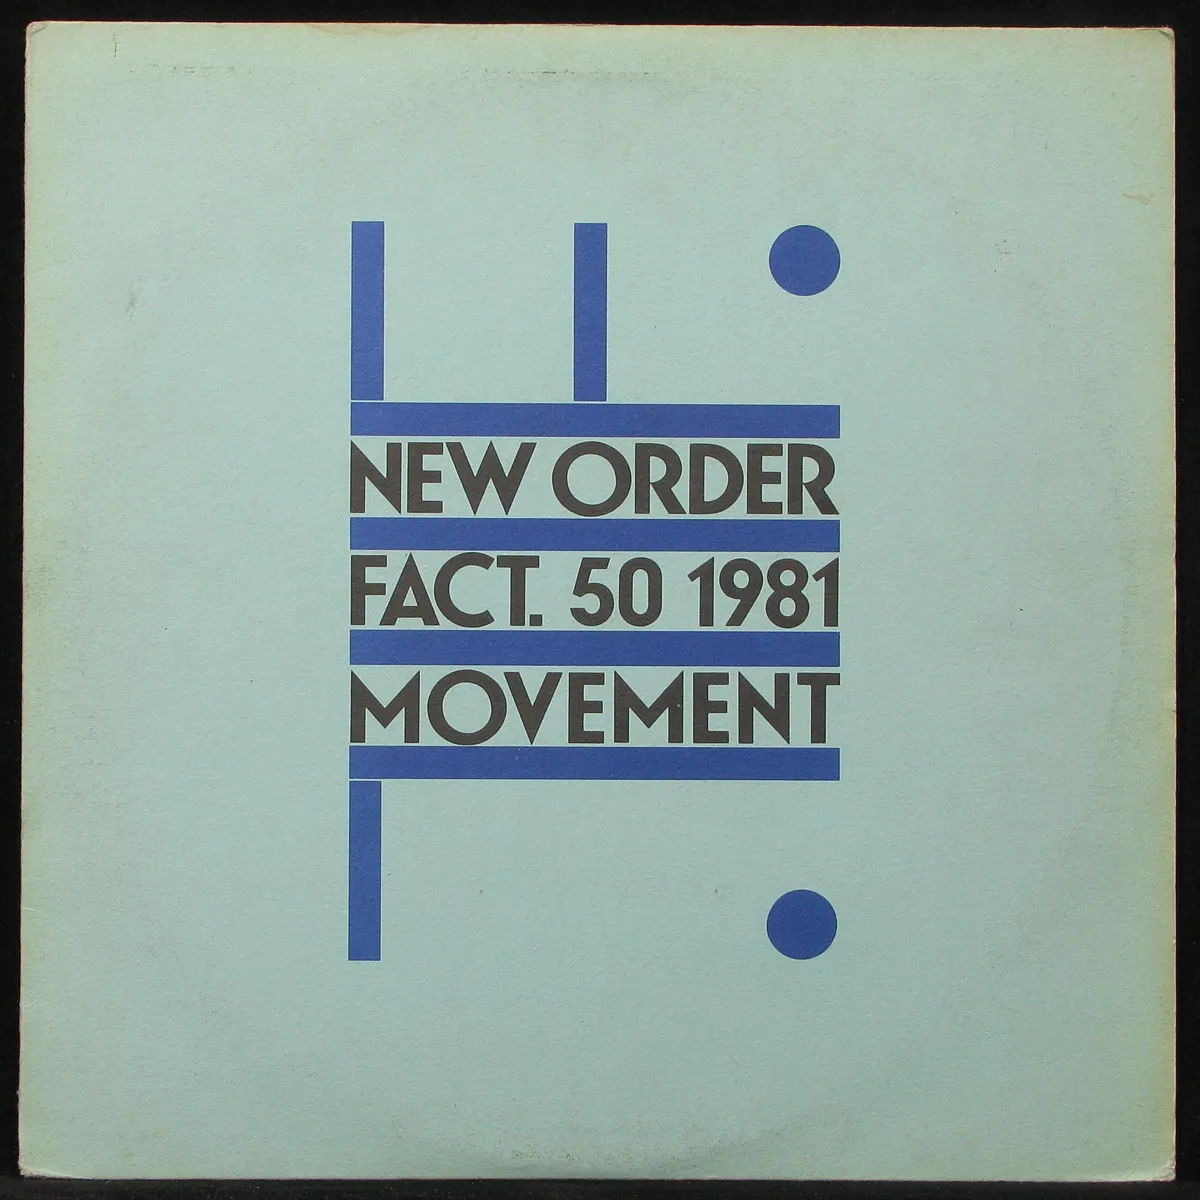 NEW ORDER
FACT. 50 1981
MOVEMENT